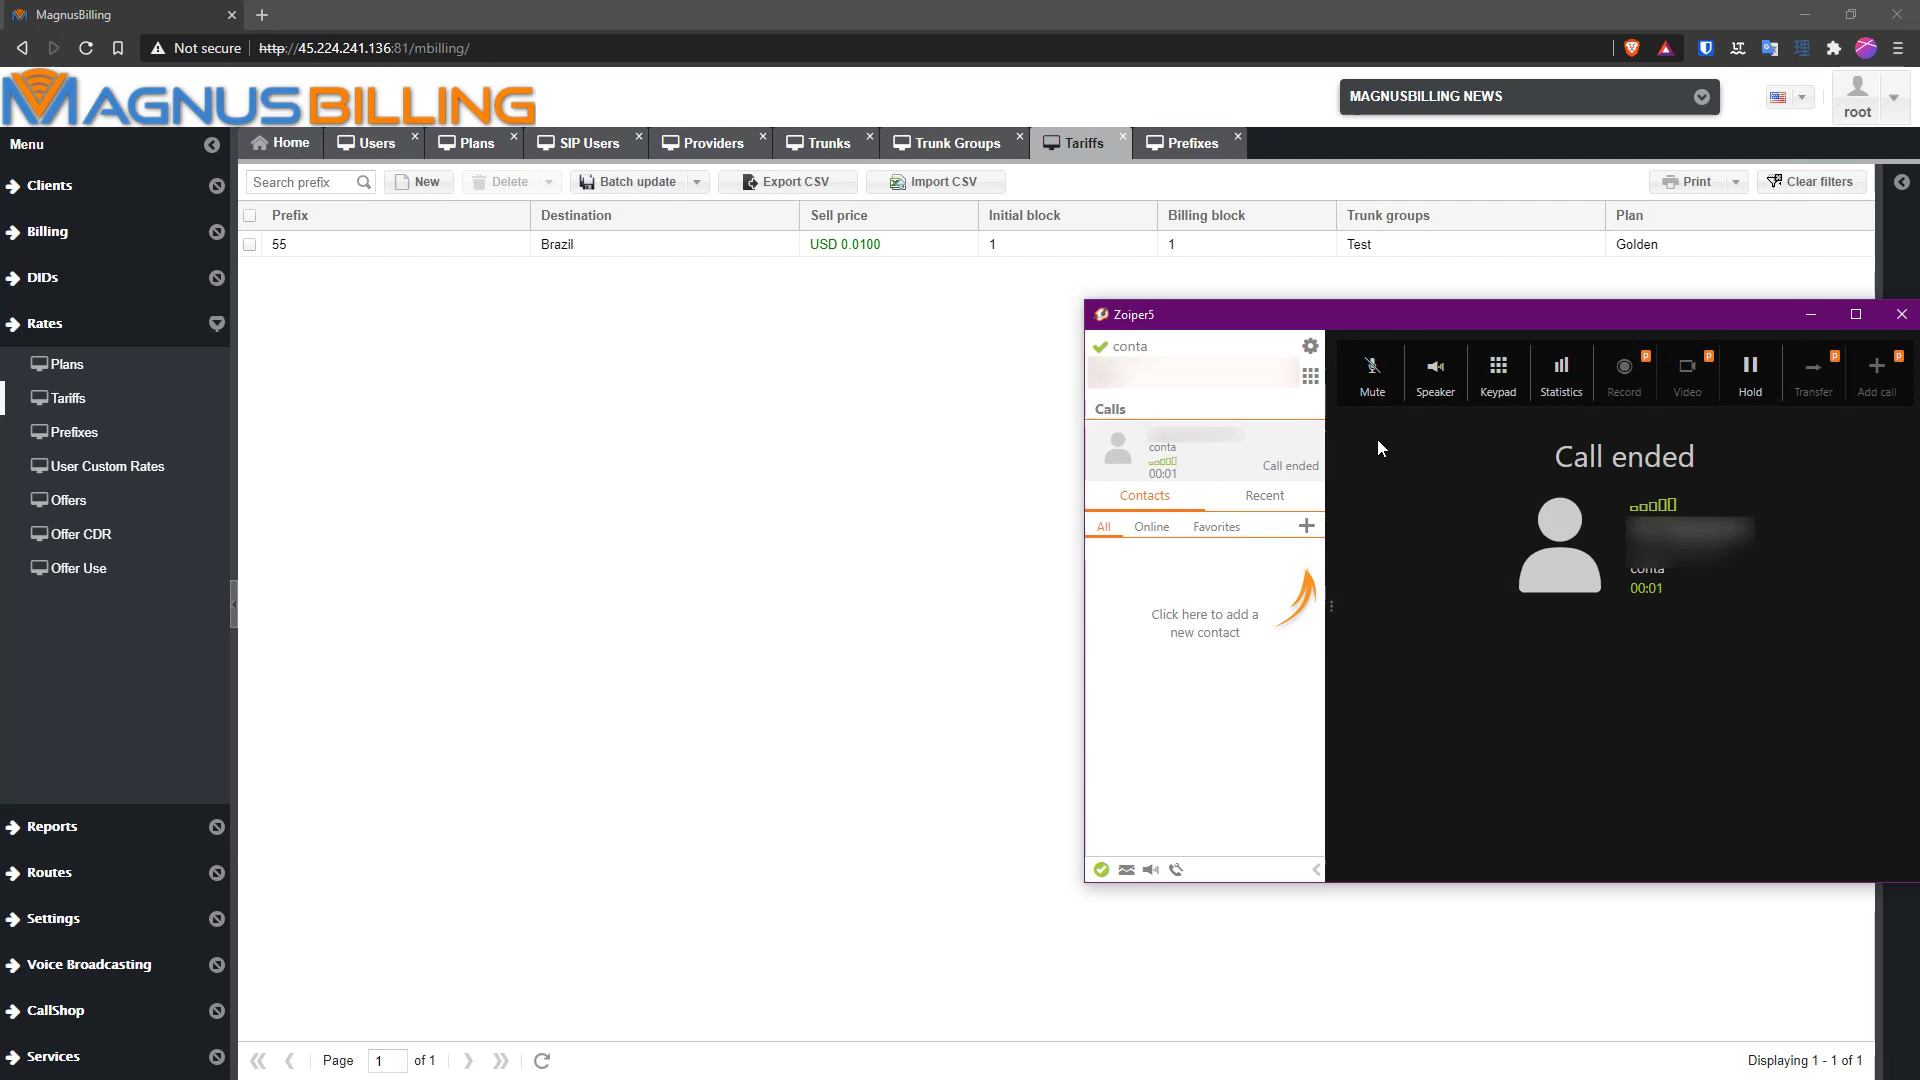 MagnusBilling
Not secure
http://45.224.241.136:81/mbilling/
MAGNUSBILLING
MAGNUSBILLING NEWS
root
Menu
Home
Users
Plans
SIP Users
Providers
Trunks
Trunk Groups
Tariffs
Prefixes
Clients
Billing
DIDs
Rates
Plans
Tariffs
Prefixes
User Custom Rates
Offers
Offer CDR
Offer Use
Reports
Routes
Settings
Voice Broadcasting
CallShop
Services
Search prefix
New
Delete
Batch update
Export CSV
Import CSV
Print
Clear filters
Prefix Destination Sell price Initial block Billing block Trunk groups Plan
55 Brazil USD 0.0100 1 1 Test Golden
Zoiper5
conta
Calls
conta
00:01
Call ended
Contacts Recent
All Online Favorites
Click here to add a
new contact
Mute Speaker Keypad Statistics Record Video Hold Transfer Add call
Call ended
conta
00:01
Page 1 of 1
Displaying 1 - 1 of 1